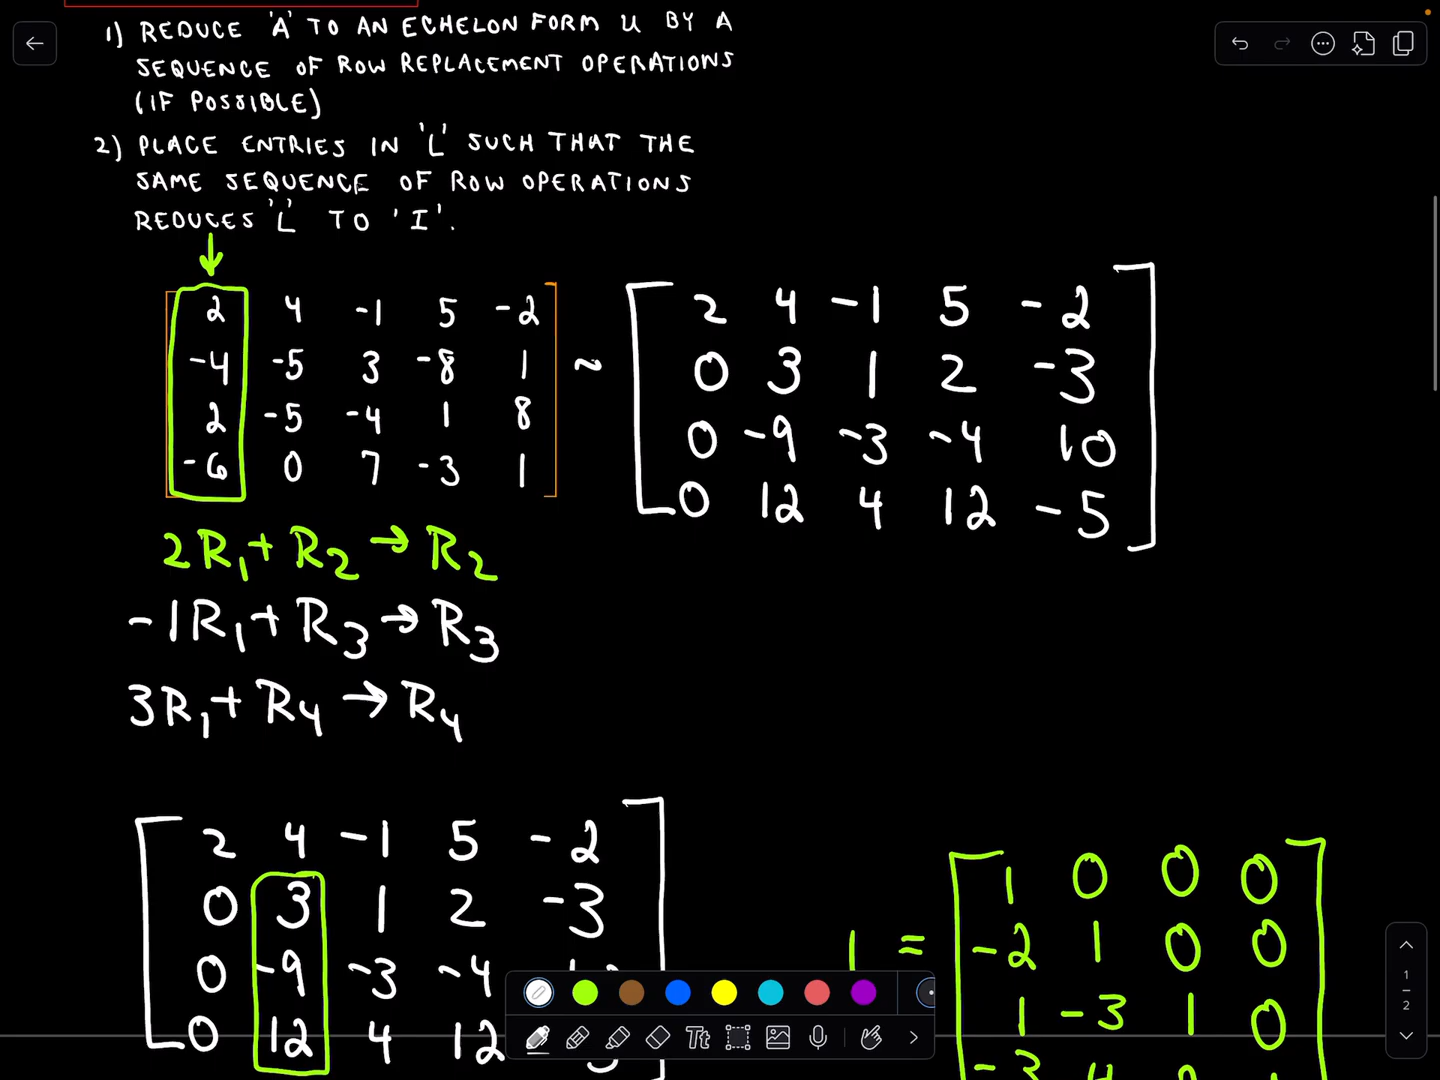 1) REDUCE 'A' TO AN ECHELON FORM U BY A
SEQUENCE OF ROW REPLACEMENT OPERATIONS
(IF POSSIBLE)
2) PLACE ENTRIES IN 'L' SUCH THAT THE
SAME SEQUENCE OF ROW OPERATIONS
REDUCES 'L' TO 'I'.
2 4 -1 5 -2
-4 -5 3 -8 1
2 -5 -4 1 8
-6 0 7 -3 1
~
2 4 -1 5 -2
0 3 1 2 -3
0 -9 -3 -4 10
0 12 4 12 -5
2R₁ + R₂ → R₂
-1R₁ + R₃ → R₃
3R₁ + R₄ → R₄
2 4 -1 5 -2
0 3 1 2 -3
0 -9 -3 -4
0 12 4 12
=
1 0 0 0
-2 1 0 0
1 -3 1 0
Tt
1
2